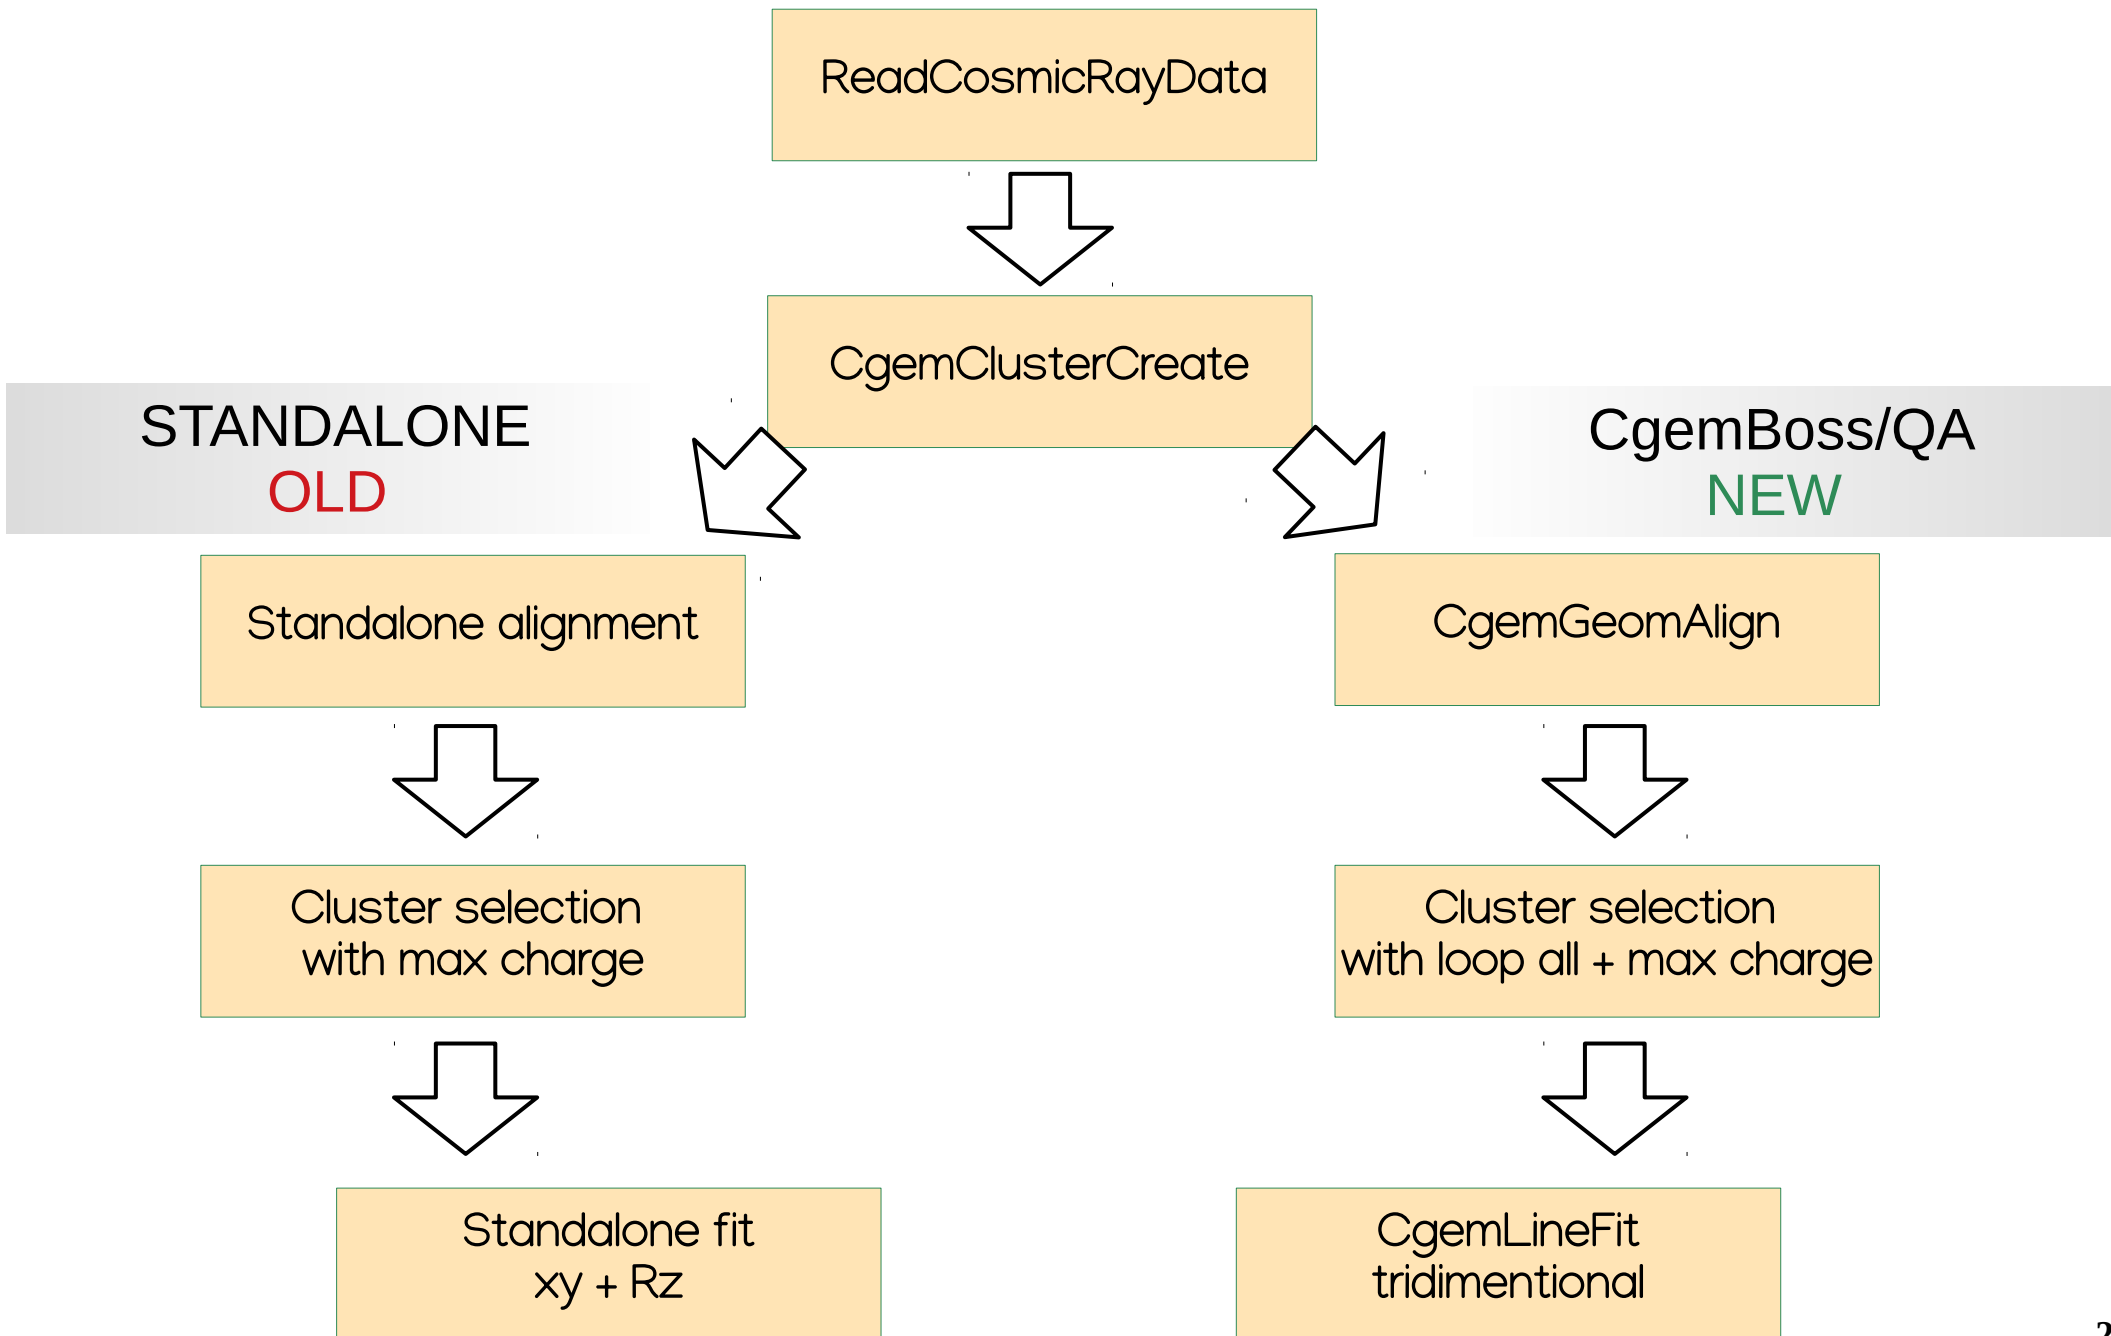 ReadCosmicRayData
CgemClusterCreate
STANDALONE
OLD
CgemBoss/QA
NEW
Standalone alignment
CgemGeomAlign
Cluster selection
with max charge
Cluster selection
with loop all + max charge
Standalone fit
xy + Rz
CgemLineFit
tridimentional